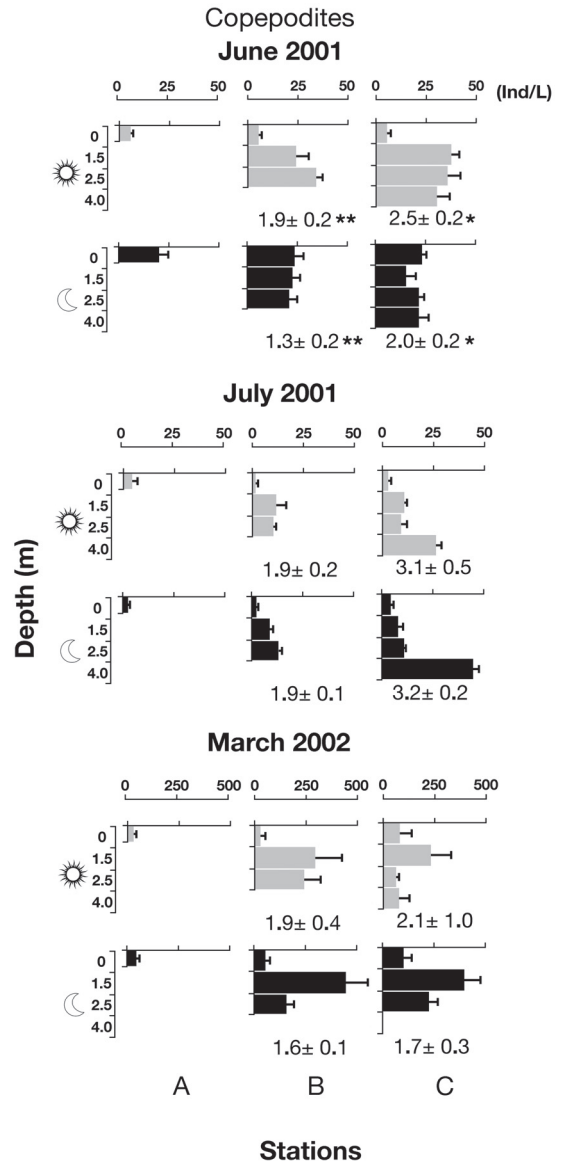 Copepodites
June 2001
0 25 50 0 25 50 0 25 50 (Ind/L)
0
1.5
2.5
4.0
1.9± 0.2 ** 2.5± 0.2 *
0
1.5
2.5
4.0
1.3± 0.2 ** 2.0± 0.2 *
July 2001
0 25 50 0 25 50 0 25 50
0
1.5
2.5
4.0
1.9± 0.2 3.1± 0.5
Depth (m)
0
1.5
2.5
4.0
1.9± 0.1 3.2± 0.2
March 2002
0 250 500 0 250 500 0 250 500
0
1.5
2.5
4.0
1.9± 0.4 2.1± 1.0
0
1.5
2.5
4.0
1.6± 0.1 1.7± 0.3
A B C
Stations